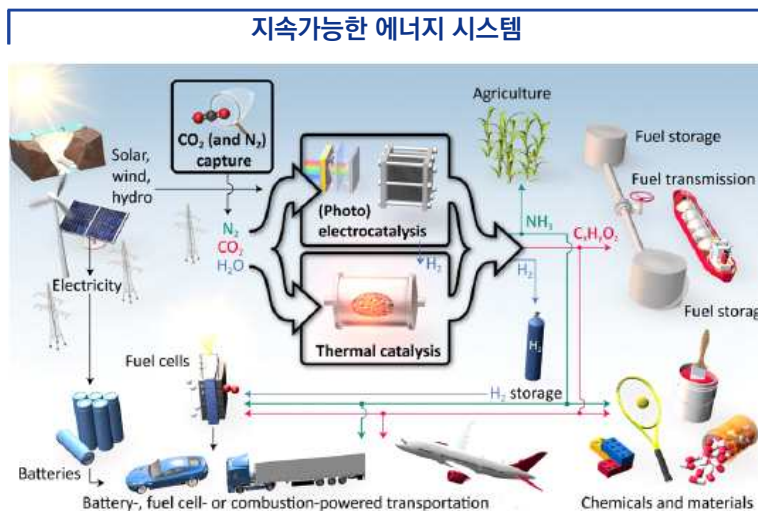 지속가능한 에너지 시스템
CO₂ (and N₂)
capture
Solar,
wind,
hydro
Agriculture
Fuel storage
Fuel transmission
(Photo)
electrocatalysis
N₂
CO₂
H₂O
H₂
NH₃
H₂
Electricity
Thermal catalysis
H₂
Fuel storag
Fuel cells
H₂ storage
Batteries
Battery-, fuel cell- or combustion-powered transportation
Chemicals and materials